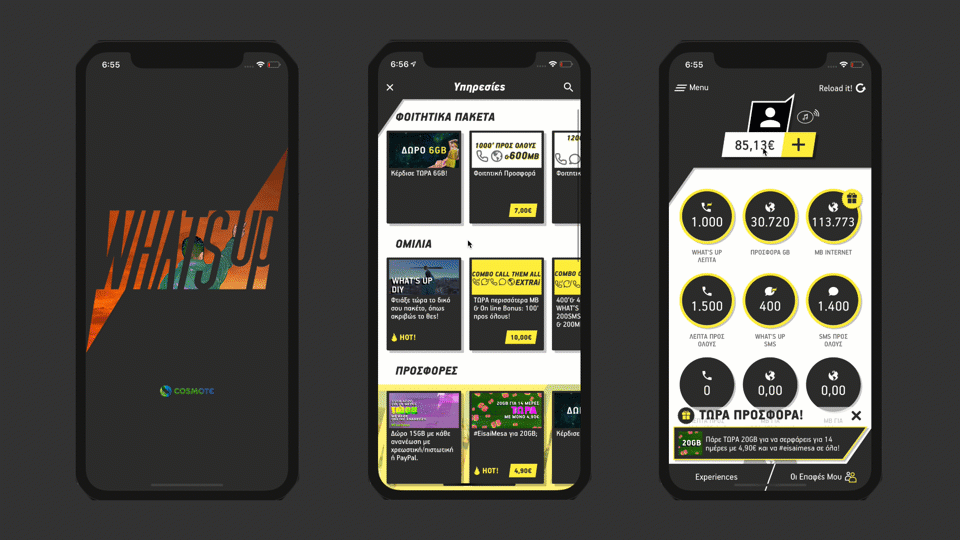 6:55
WHAT'S UP
COSMOTE
6:56
Υπηρεσίες
ΦΟΙΤΗΤΙΚΑ ΠΑΚΕΤΑ
ΔΩΡΟ 6GB
Κέρδισε ΤΩΡΑ 6GB!
1000' ΠΡΟΣ ΟΛΟΥΣ
600MB
Φοιτητική Προσφορά
7,00€
120
Φοιτητικ
ΟΜΙΛΙΑ
WHAT'S UP
DIY
Φτιάξε τώρα το δικό
σου πακέτο, όπως
ακριβώς το θες!
HOT!
COMBO CALL THEM ALL
EXTRA!
ΤΩΡΑ περισσότερα MB
& On line Bonus: 100'
προς όλους!
10,00€
COMBO C
400'& 4
WHAT'S
200SMS
& 200M
ΠΡΟΣΦΟΡΕΣ
Δώρο 15GB με κάθε
ανανέωση με
χρεωστική/πιστωτική
ή PayPal.
20GB ΓΙΑ 14 ΜΕΡΕΣ
ΜΕ ΜΟΝΟ 4,90€
#EisaiMesa για 20GB;
HOT!
4,90€
ΔΩ
Κέρδισε
6:55
Menu
Reload it!
85,13€
+
1.000
WHAT'S UP
ΛΕΠΤΑ
30.720
ΠΡΟΣΦΟΡΑ GB
113.773
MB INTERNET
1.500
ΛΕΠΤΑ ΠΡΟΣ
ΟΛΟΥΣ
400
WHAT'S UP
SMS
1.400
SMS ΠΡΟΣ
ΟΛΟΥΣ
0
0,00
0,00
ΤΩΡΑ ΠΡΟΣΦΟΡΑ!
20GB
Πάρε ΤΩΡΑ 20GB για να σερφάρεις για 14
ημέρες με 4,90€ και να #eisaimesa σε όλα!
Experiences
Οι Επαφές Μου